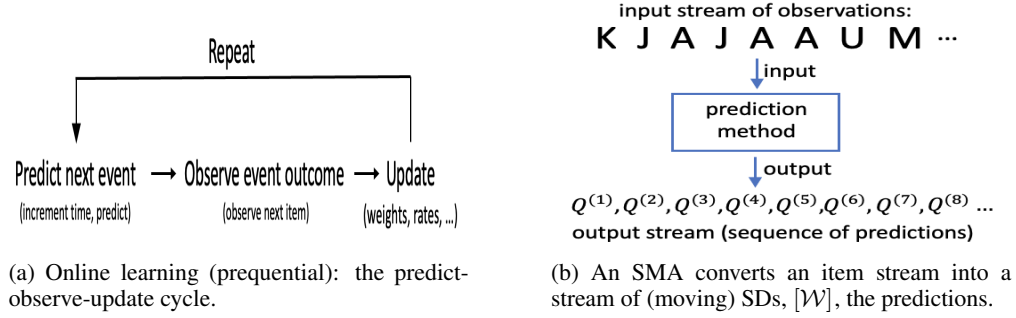 Repeat
Predict next event → Observe event outcome → Update
(increment time, predict) (observe next item) (weights, rates, ...)
(a) Online learning (prequential): the predict-
observe-update cycle.
input stream of observations:
K J A J A A U M ...
input
prediction
method
output
Q⁽¹⁾,Q⁽²⁾,Q⁽³⁾,Q⁽⁴⁾,Q⁽⁵⁾,Q⁽⁶⁾,Q⁽⁷⁾,Q⁽⁸⁾ ...
output stream (sequence of predictions)
(b) An SMA converts an item stream into a
stream of (moving) SDs, [𝒲], the predictions.